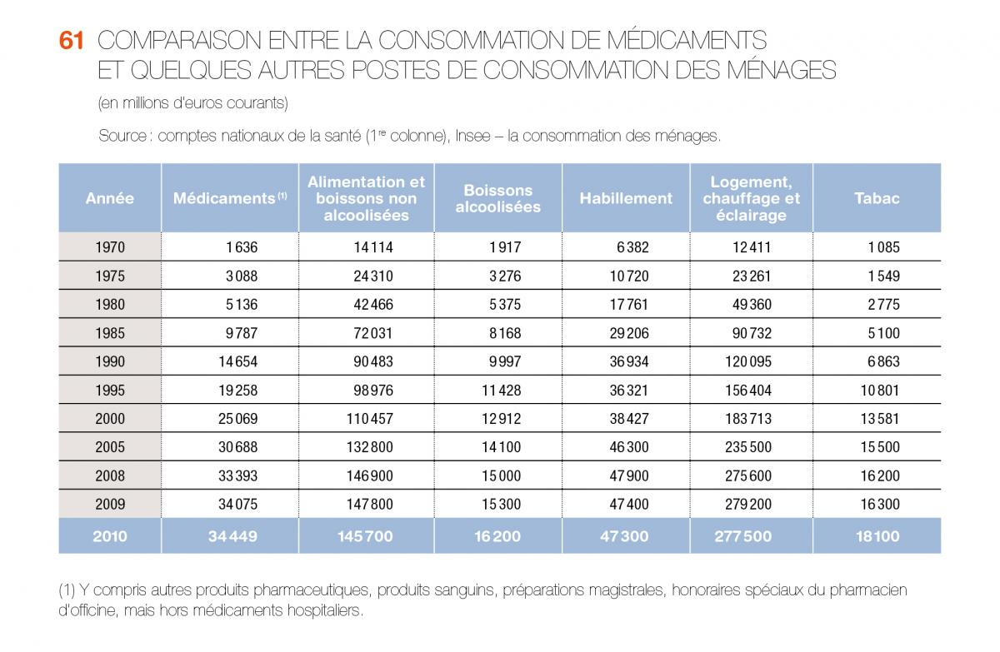 61 COMPARAISON ENTRE LA CONSOMMATION DE MÉDICAMENTS
ET QUELQUES AUTRES POSTES DE CONSOMMATION DES MÉNAGES
(en millions d'euros courants)
Source : comptes nationaux de la santé (1re colonne), Insee – la consommation des ménages.
Année Médicaments (1) Alimentation et boissons non alcoolisées Boissons alcoolisées Habillement Logement, chauffage et éclairage Tabac
1970 1 636 14 114 1 917 6 382 12 411 1 085
1975 3 088 24 310 3 276 10 720 23 261 1 549
1980 5 136 42 466 5 375 17 761 49 360 2 775
1985 9 787 72 031 8 168 29 206 90 732 5 100
1990 14 654 90 483 9 997 36 934 120 095 6 863
1995 19 258 98 976 11 428 36 321 156 404 10 801
2000 25 069 110 457 12 912 38 427 183 713 13 581
2005 30 688 132 800 14 100 46 300 235 500 15 500
2008 33 393 146 900 15 000 47 900 275 600 16 200
2009 34 075 147 800 15 300 47 400 279 200 16 300
2010 34 449 145 700 16 200 47 300 277 500 18 100
(1) Y compris autres produits pharmaceutiques, produits sanguins, préparations magistrales, honoraires spéciaux du pharmacien
d'officine, mais hors médicaments hospitaliers.